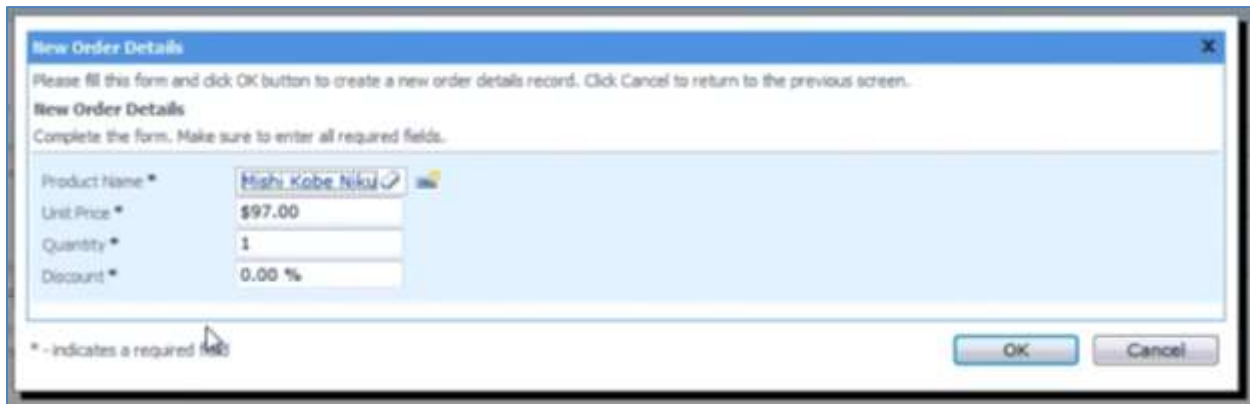 New Order Details
Please fill this form and click OK button to create a new order details record. Click Cancel to return to the previous screen.
New Order Details
Complete the form. Make sure to enter all required fields.
Product Name * Mishi Kobe Niku
Unit Price * $97.00
Quantity * 1
Discount * 0.00 %
* - indicates a required field
OK Cancel